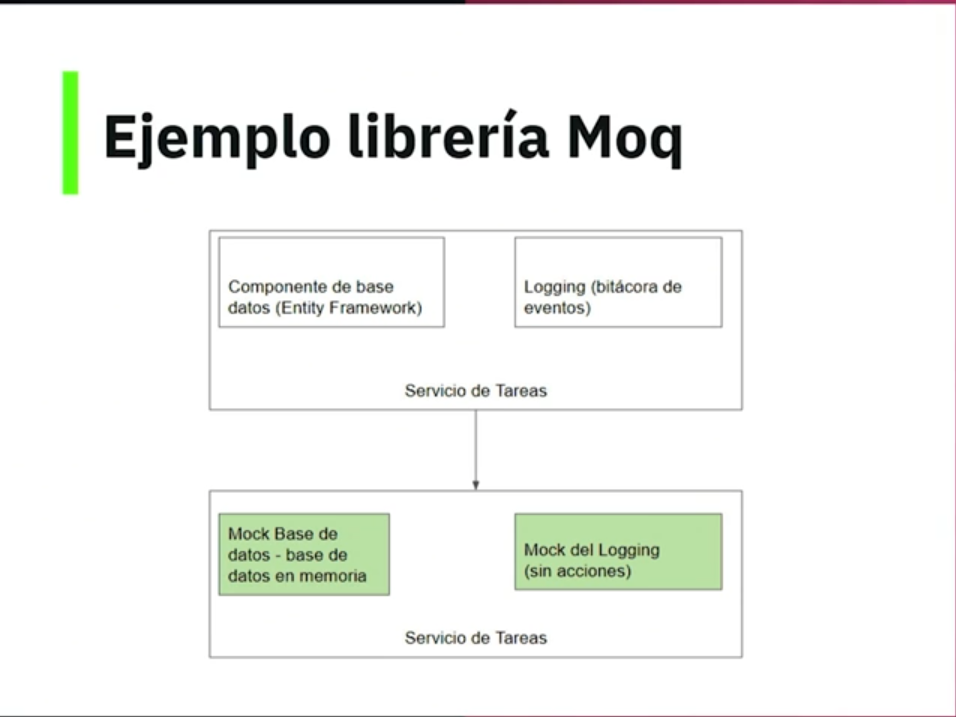 Ejemplo librería Moq
Componente de base
datos (Entity Framework)
Logging (bitácora de
eventos)
Servicio de Tareas
Mock Base de
datos - base de
datos en memoria
Mock del Logging
(sin acciones)
Servicio de Tareas